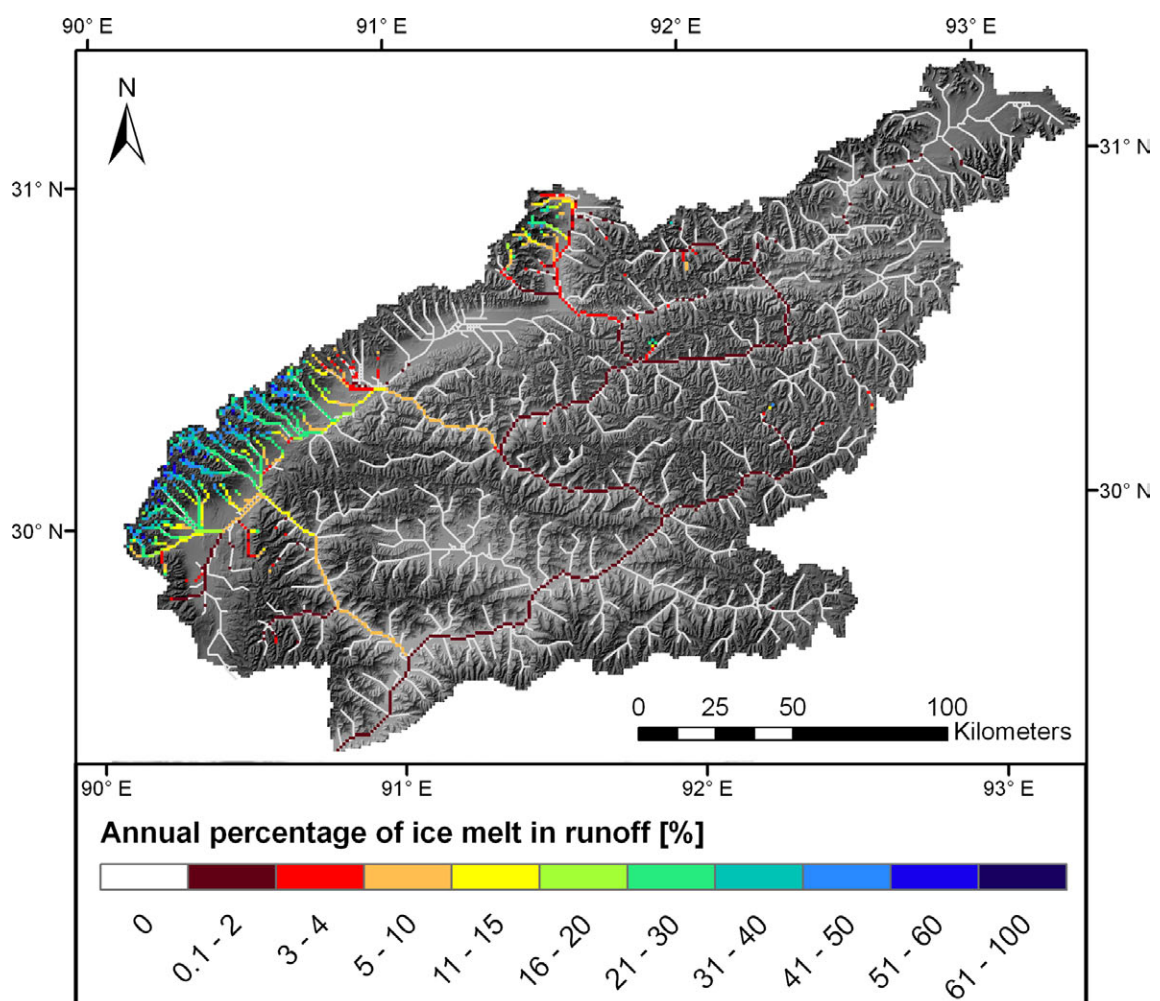 90° E 91° E 92° E 93° E
N
31° N
31° N
30° N
30° N
0 25 50 100
Kilometers
90° E 91° E 92° E 93° E
Annual percentage of ice melt in runoff [%]
0 0.1 - 2 3 - 4 5 - 10 11 - 15 16 - 20 21 - 30 31 - 40 41 - 50 51 - 60 61 - 100